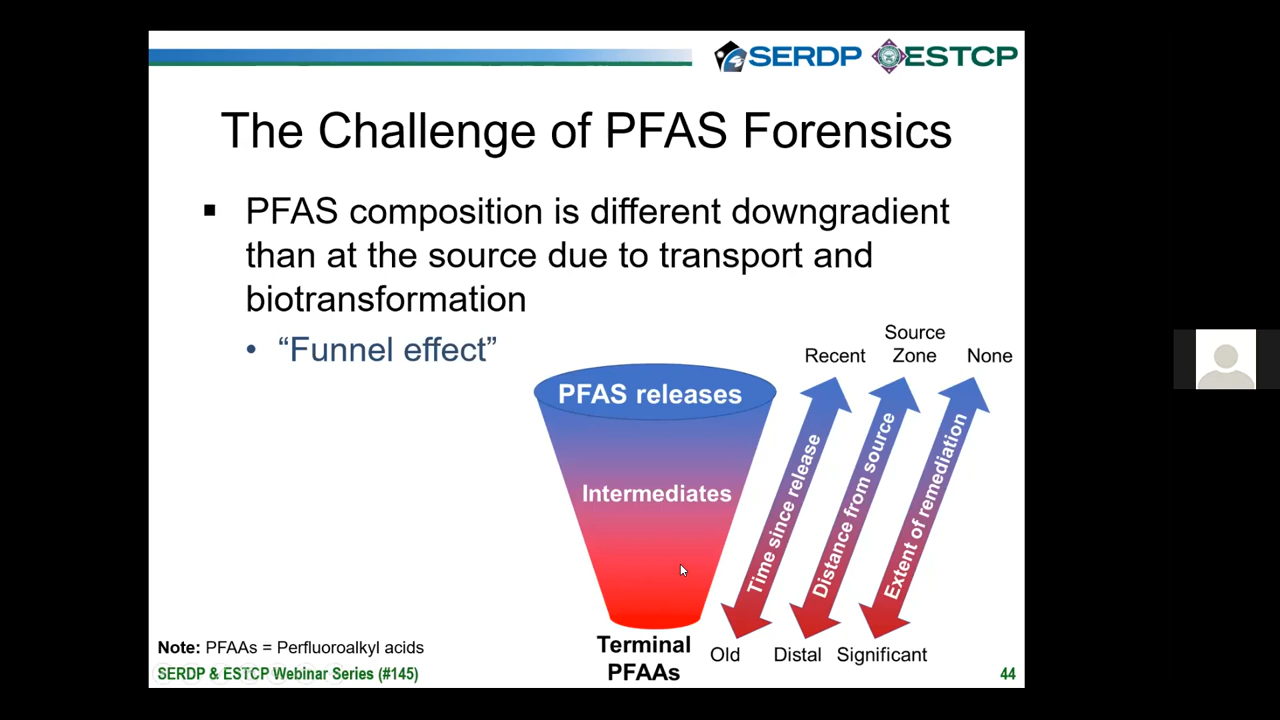 SERDP ESTCP
The Challenge of PFAS Forensics
▪ PFAS composition is different downgradient
than at the source due to transport and
biotransformation
• “Funnel effect”
Recent
Source
Zone
None
PFAS releases
Intermediates
Time since release
Distance from source
Extent of remediation
Terminal
PFAAs
Old
Distal
Significant
Note: PFAAs = Perfluoroalkyl acids
SERDP & ESTCP Webinar Series (#145)
44